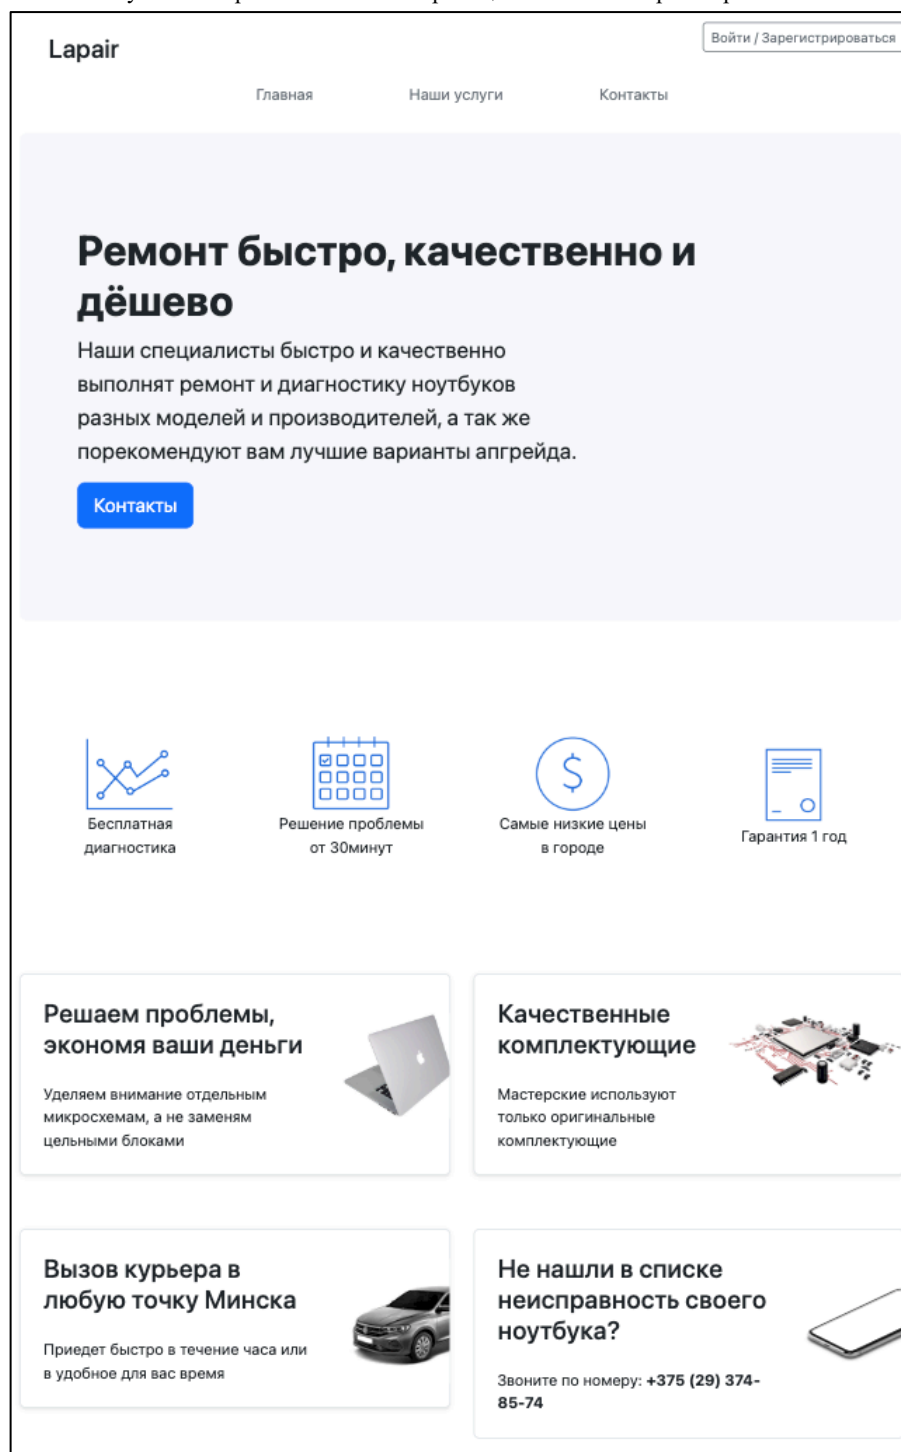 Lapair
Войти / Зарегистрироваться
Главная
Наши услуги
Контакты
Ремонт быстро, качественно и
дёшево
Наши специалисты быстро и качественно
выполнят ремонт и диагностику ноутбуков
разных моделей и производителей, а так же
порекомендуют вам лучшие варианты апгрейда.
Контакты
Бесплатная
диагностика
Решение проблемы
от 30минут
Самые низкие цены
в городе
Гарантия 1 год
Решаем проблемы,
экономя ваши деньги
Уделяем внимание отдельным
микросхемам, а не заменям
цельными блоками
Качественные
комплектующие
Мастерские используют
только оригинальные
комплектующие
Вызов курьера в
любую точку Минска
Приедет быстро в течение часа или
в удобное для вас время
Не нашли в списке
неисправность своего
ноутбука?
Звоните по номеру: +375 (29) 374-
85-74